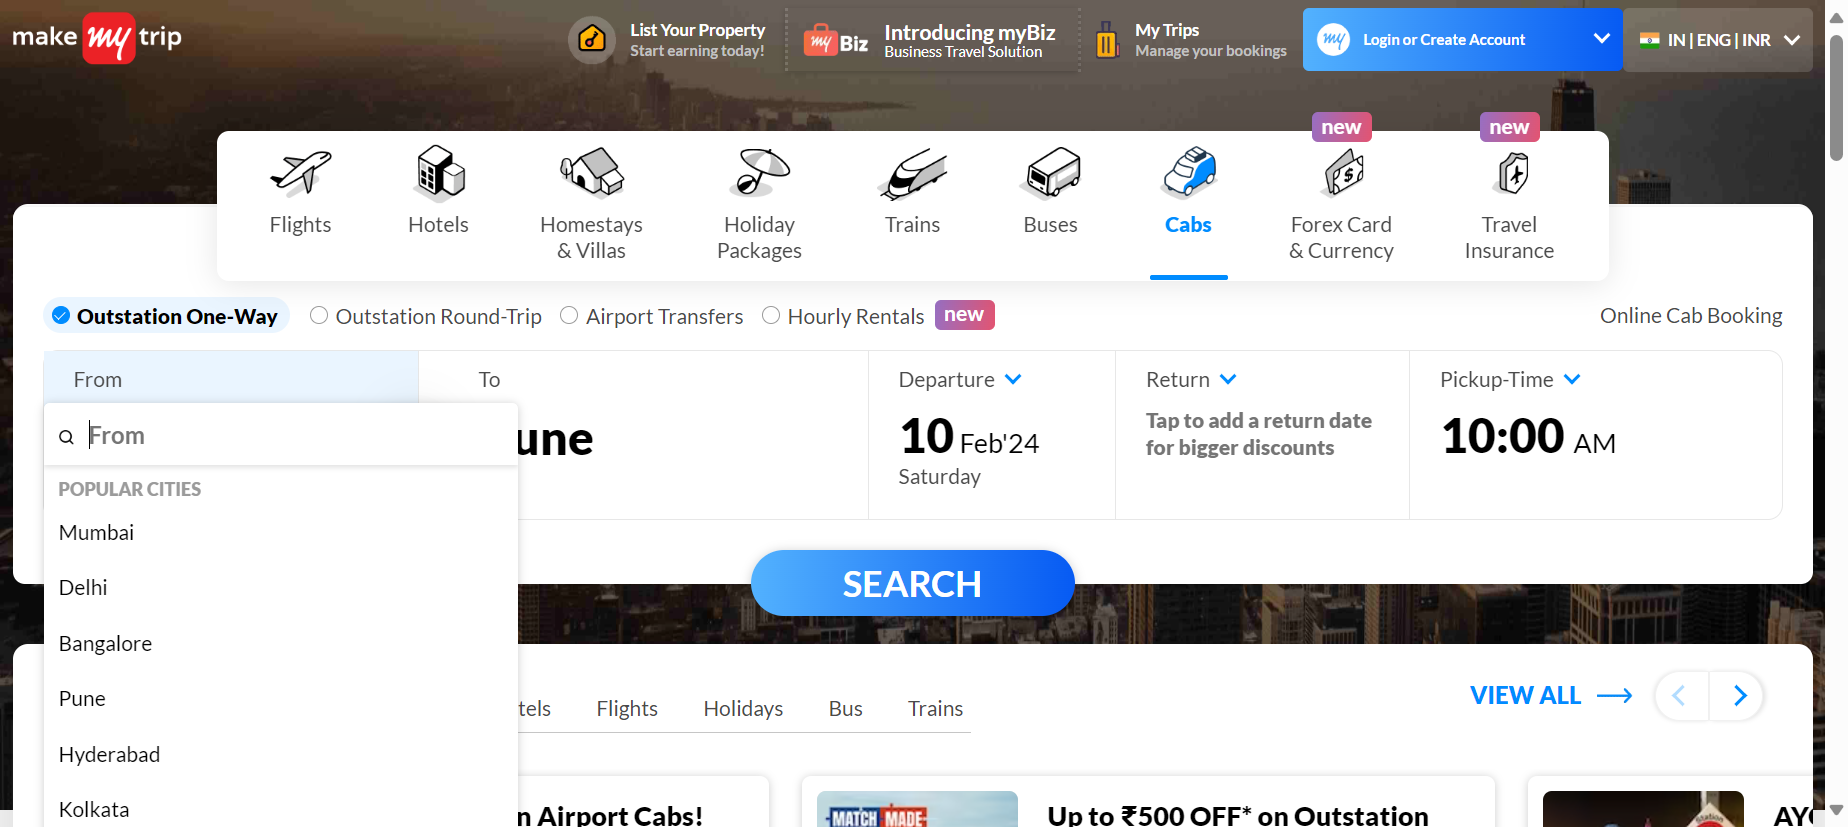 make my trip
List Your Property
Start earning today!
my Biz
Introducing myBiz
Business Travel Solution
My Trips
Manage your bookings
my
Login or Create Account
IN | ENG | INR
new
new
Flights
Hotels
Homestays
& Villas
Holiday
Packages
Trains
Buses
Cabs
Forex Card
& Currency
Travel
Insurance
Outstation One-Way
Outstation Round-Trip
Airport Transfers
Hourly Rentals
new
Online Cab Booking
From
To
Departure
Return
Pickup-Time
From
une
10 Feb'24
Saturday
Tap to add a return date
for bigger discounts
10:00 AM
POPULAR CITIES
Mumbai
Delhi
Bangalore
Pune
Hyderabad
Kolkata
SEARCH
tels
Flights
Holidays
Bus
Trains
VIEW ALL
n Airport Cabs!
MATCH MADE
Up to ₹500 OFF* on Outstation
Station